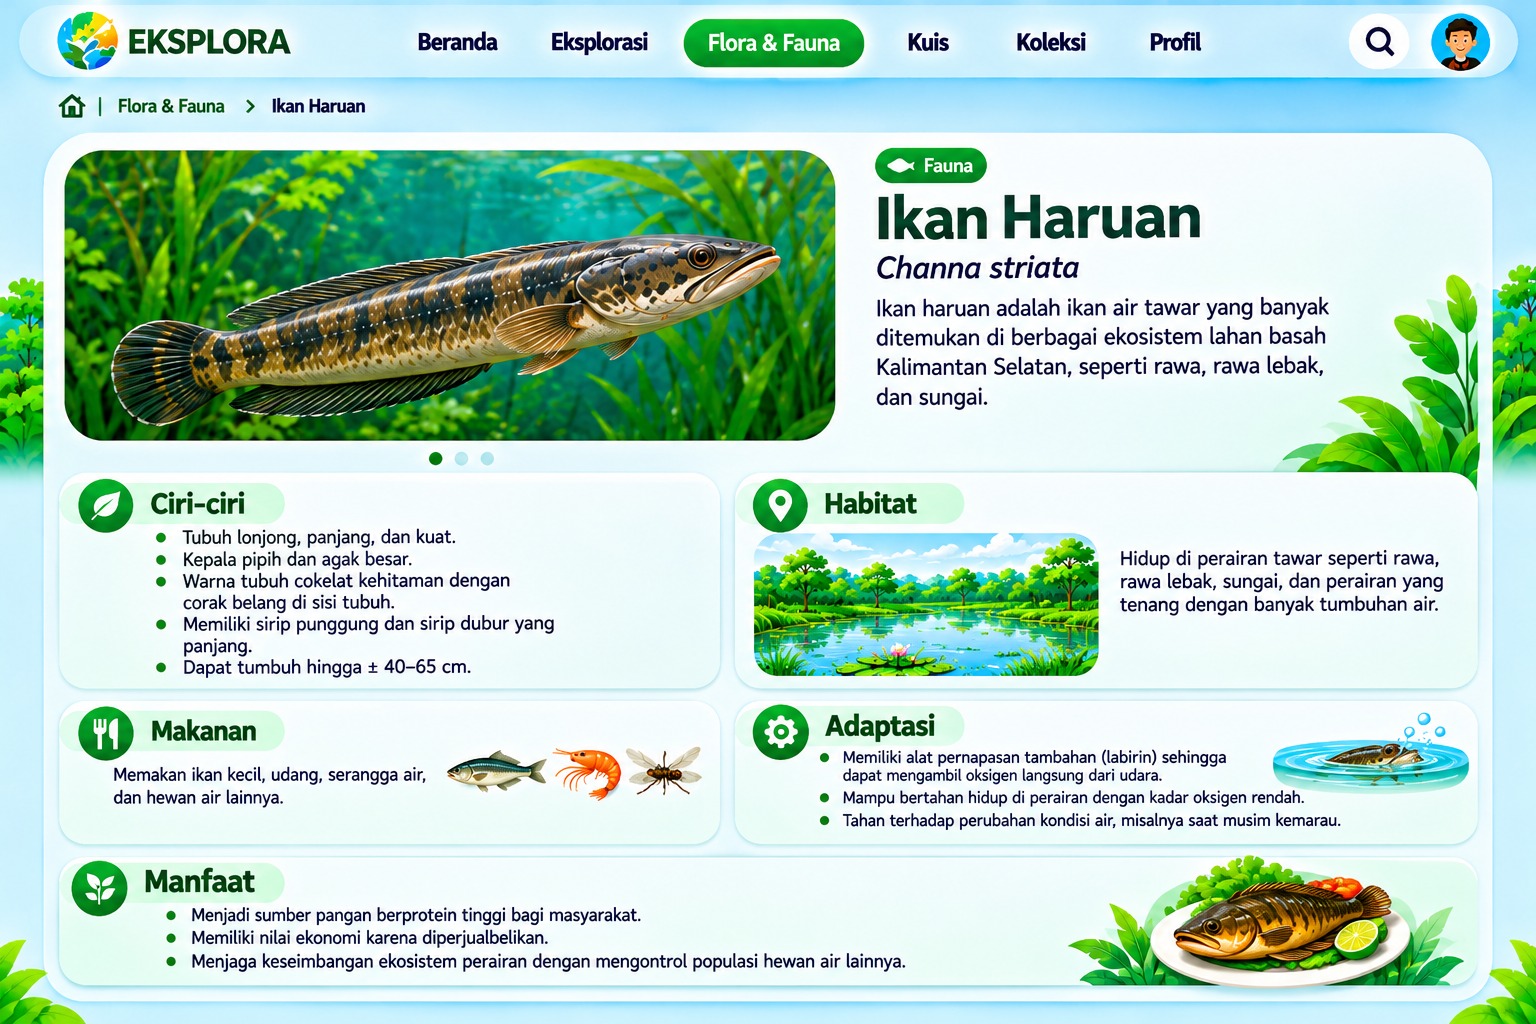 EKSPLORA
Beranda
Eksplorasi
Flora & Fauna
Kuis
Koleksi
Profil
| Flora & Fauna > Ikan Haruan
Fauna
Ikan Haruan
Channa striata
Ikan haruan adalah ikan air tawar yang banyak
ditemukan di berbagai ekosistem lahan basah
Kalimantan Selatan, seperti rawa, rawa lebak,
dan sungai.
Ciri-ciri
• Tubuh lonjong, panjang, dan kuat.
• Kepala pipih dan agak besar.
• Warna tubuh cokelat kehitaman dengan
corak belang di sisi tubuh.
• Memiliki sirip punggung dan sirip dubur yang
panjang.
• Dapat tumbuh hingga ± 40–65 cm.
Habitat
Hidup di perairan tawar seperti rawa,
rawa lebak, sungai, dan perairan yang
tenang dengan banyak tumbuhan air.
Makanan
Memakan ikan kecil, udang, serangga air,
dan hewan air lainnya.
Adaptasi
• Memiliki alat pernapasan tambahan (labirin) sehingga
dapat mengambil oksigen langsung dari udara.
• Mampu bertahan hidup di perairan dengan kadar oksigen rendah.
• Tahan terhadap perubahan kondisi air, misalnya saat musim kemarau.
Manfaat
• Menjadi sumber pangan berprotein tinggi bagi masyarakat.
• Memiliki nilai ekonomi karena diperjualbelikan.
• Menjaga keseimbangan ekosistem perairan dengan mengontrol populasi hewan air lainnya.